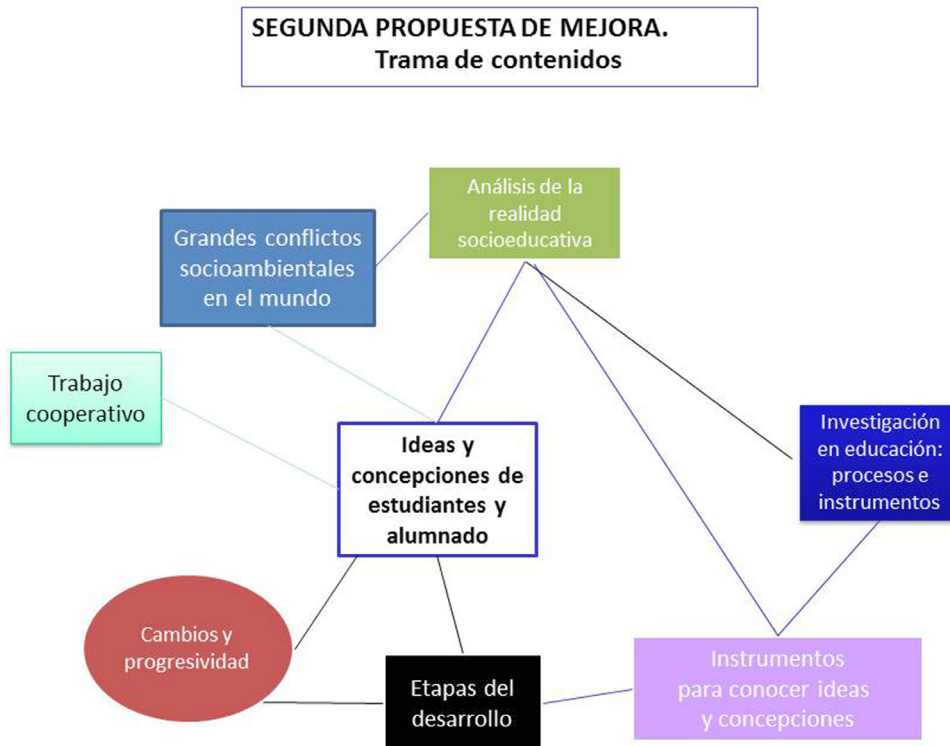 SEGUNDA PROPUESTA DE MEJORA.
Trama de contenidos
Análisis de la
realidad
socioeducativa
Grandes conflictos
socioambientales
en el mundo
Trabajo
cooperativo
Ideas y
concepciones de
estudiantes y
alumnado
Investigación
en educación:
procesos e
instrumentos
Cambios y
progresividad
Etapas del
desarrollo
Instrumentos
para conocer ideas
y concepciones